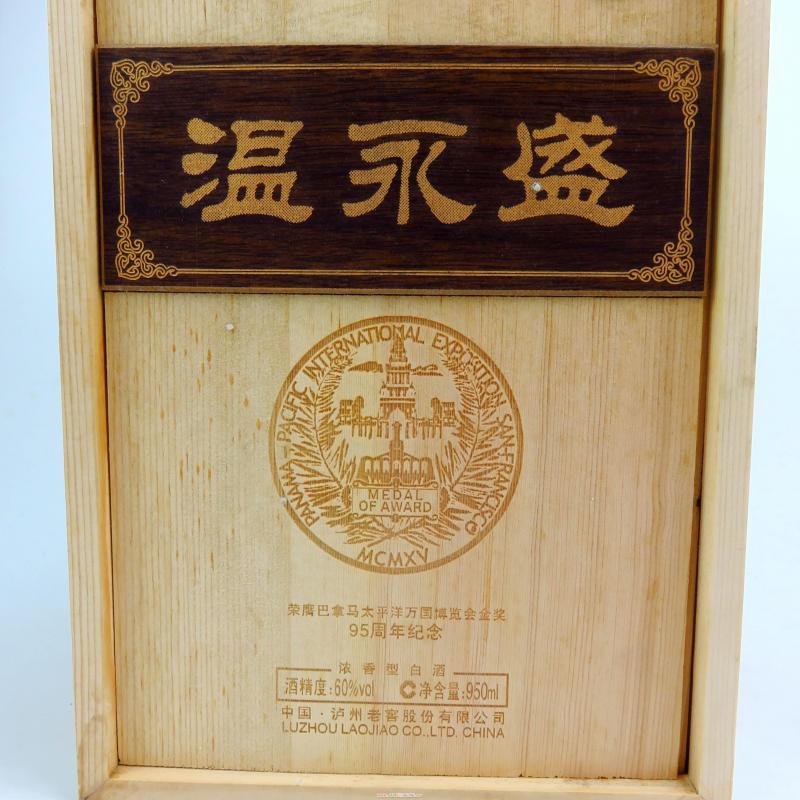 温永盛
PANAMA-PACIFIC INTERNATIONAL EXPOSITION SAN-FRANCISCO
MEDAL
OF AWARD
MCMXV
荣膺巴拿马太平洋万国博览会金奖
95周年纪念
浓香型白酒
酒精度:60%vol 净含量:950ml
中国·泸州老窖股份有限公司
LUZHOU LAOJIAO CO.,LTD. CHINA